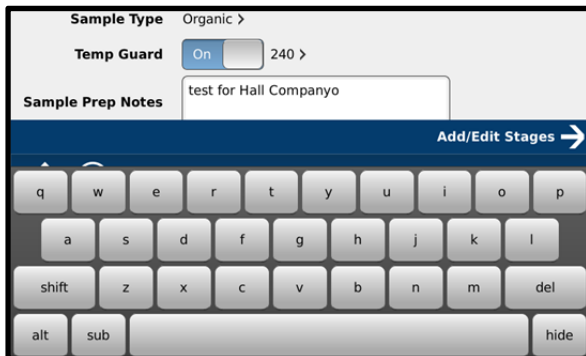 Sample Type Organic >
Temp Guard On 240 >
Sample Prep Notes test for Hall Companyo
Add/Edit Stages
q w e r t y u i o p
a s d f g h j k l
shift z x c v b n m del
alt sub hide